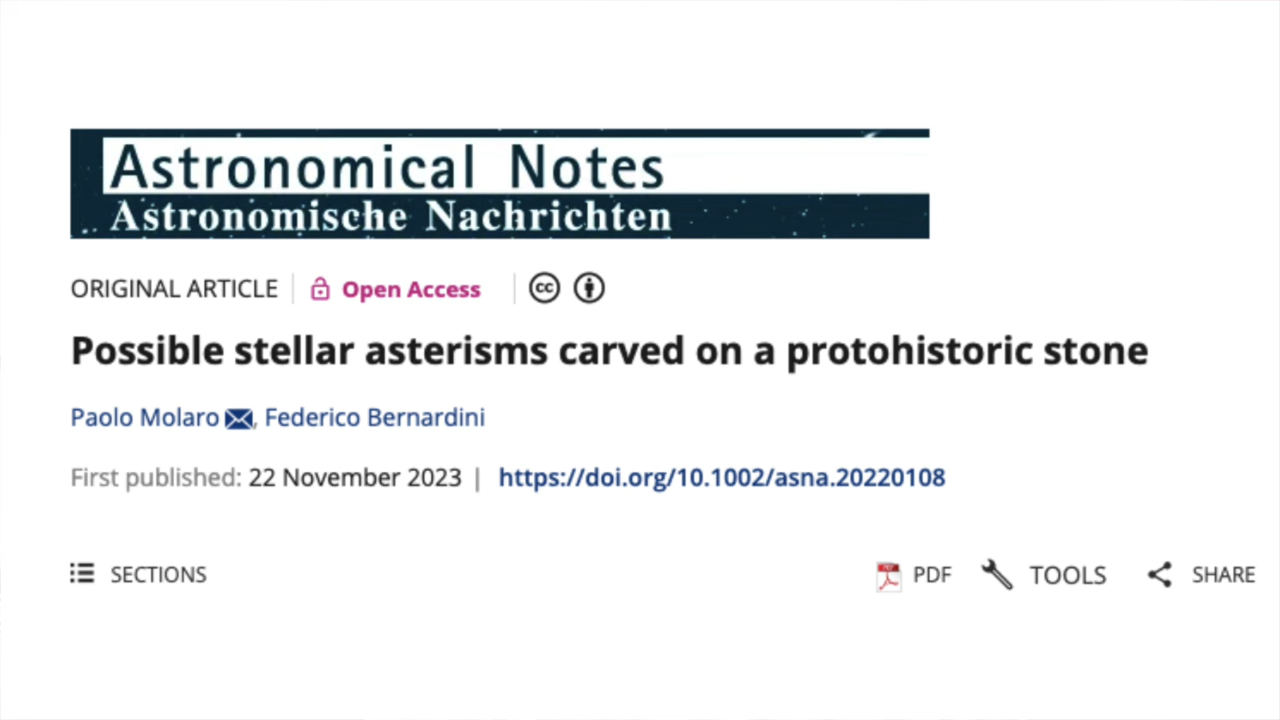 Astronomical Notes
Astronomische Nachrichten
ORIGINAL ARTICLE | Open Access | cc
Possible stellar asterisms carved on a protohistoric stone
Paolo Molaro, Federico Bernardini
First published: 22 November 2023 | https://doi.org/10.1002/asna.20220108
SECTIONS PDF TOOLS SHARE